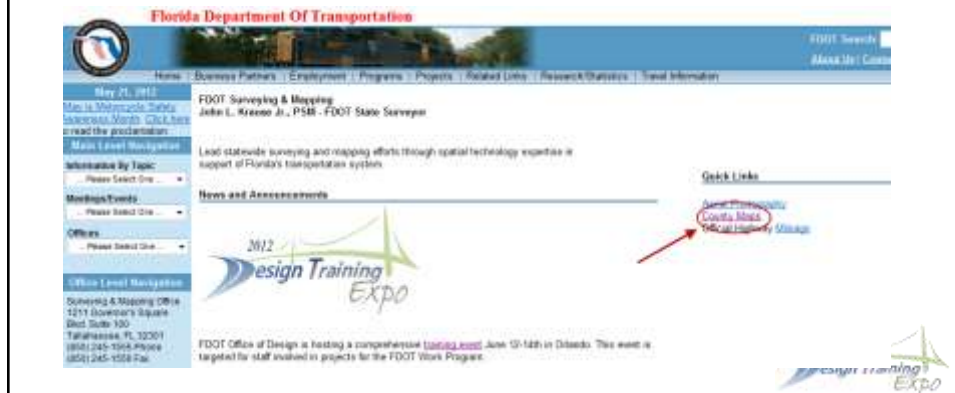 Florida Department Of Transportation
FDOT Search
About Us | Contac
Home | Business Partners | Employment | Programs | Projects | Related Links | Research/Statistics | Travel Information
May 21, 2012
May is Motorcycle Safety
Awareness Month Click here
o read the proclamation
Main Level Navigation
Information By Topic
... Please Select One ...
Meetings/Events
... Please Select One ...
Offices
... Please Select One ...
Office Level Navigation
Surveying & Mapping Office
1211 Governor's Square
Blvd. Suite 100
Tallahassee, FL 32301
FDOT Surveying & Mapping
John L. Krause Jr., PSM - FDOT State Surveyor
Lead statewide surveying and mapping efforts through spatial technology expertise in
support of Florida's transportation system.
News and Announcements
2012
Design Training
Expo
FDOT Office of Design is hosting a comprehensive training event June 12-14th in Orlando. This event is
targeted for staff involved in projects for the FDOT Work Program.
Quick Links
Aerial Photography
County Maps
Official Highway Mileage
Design Training
Expo